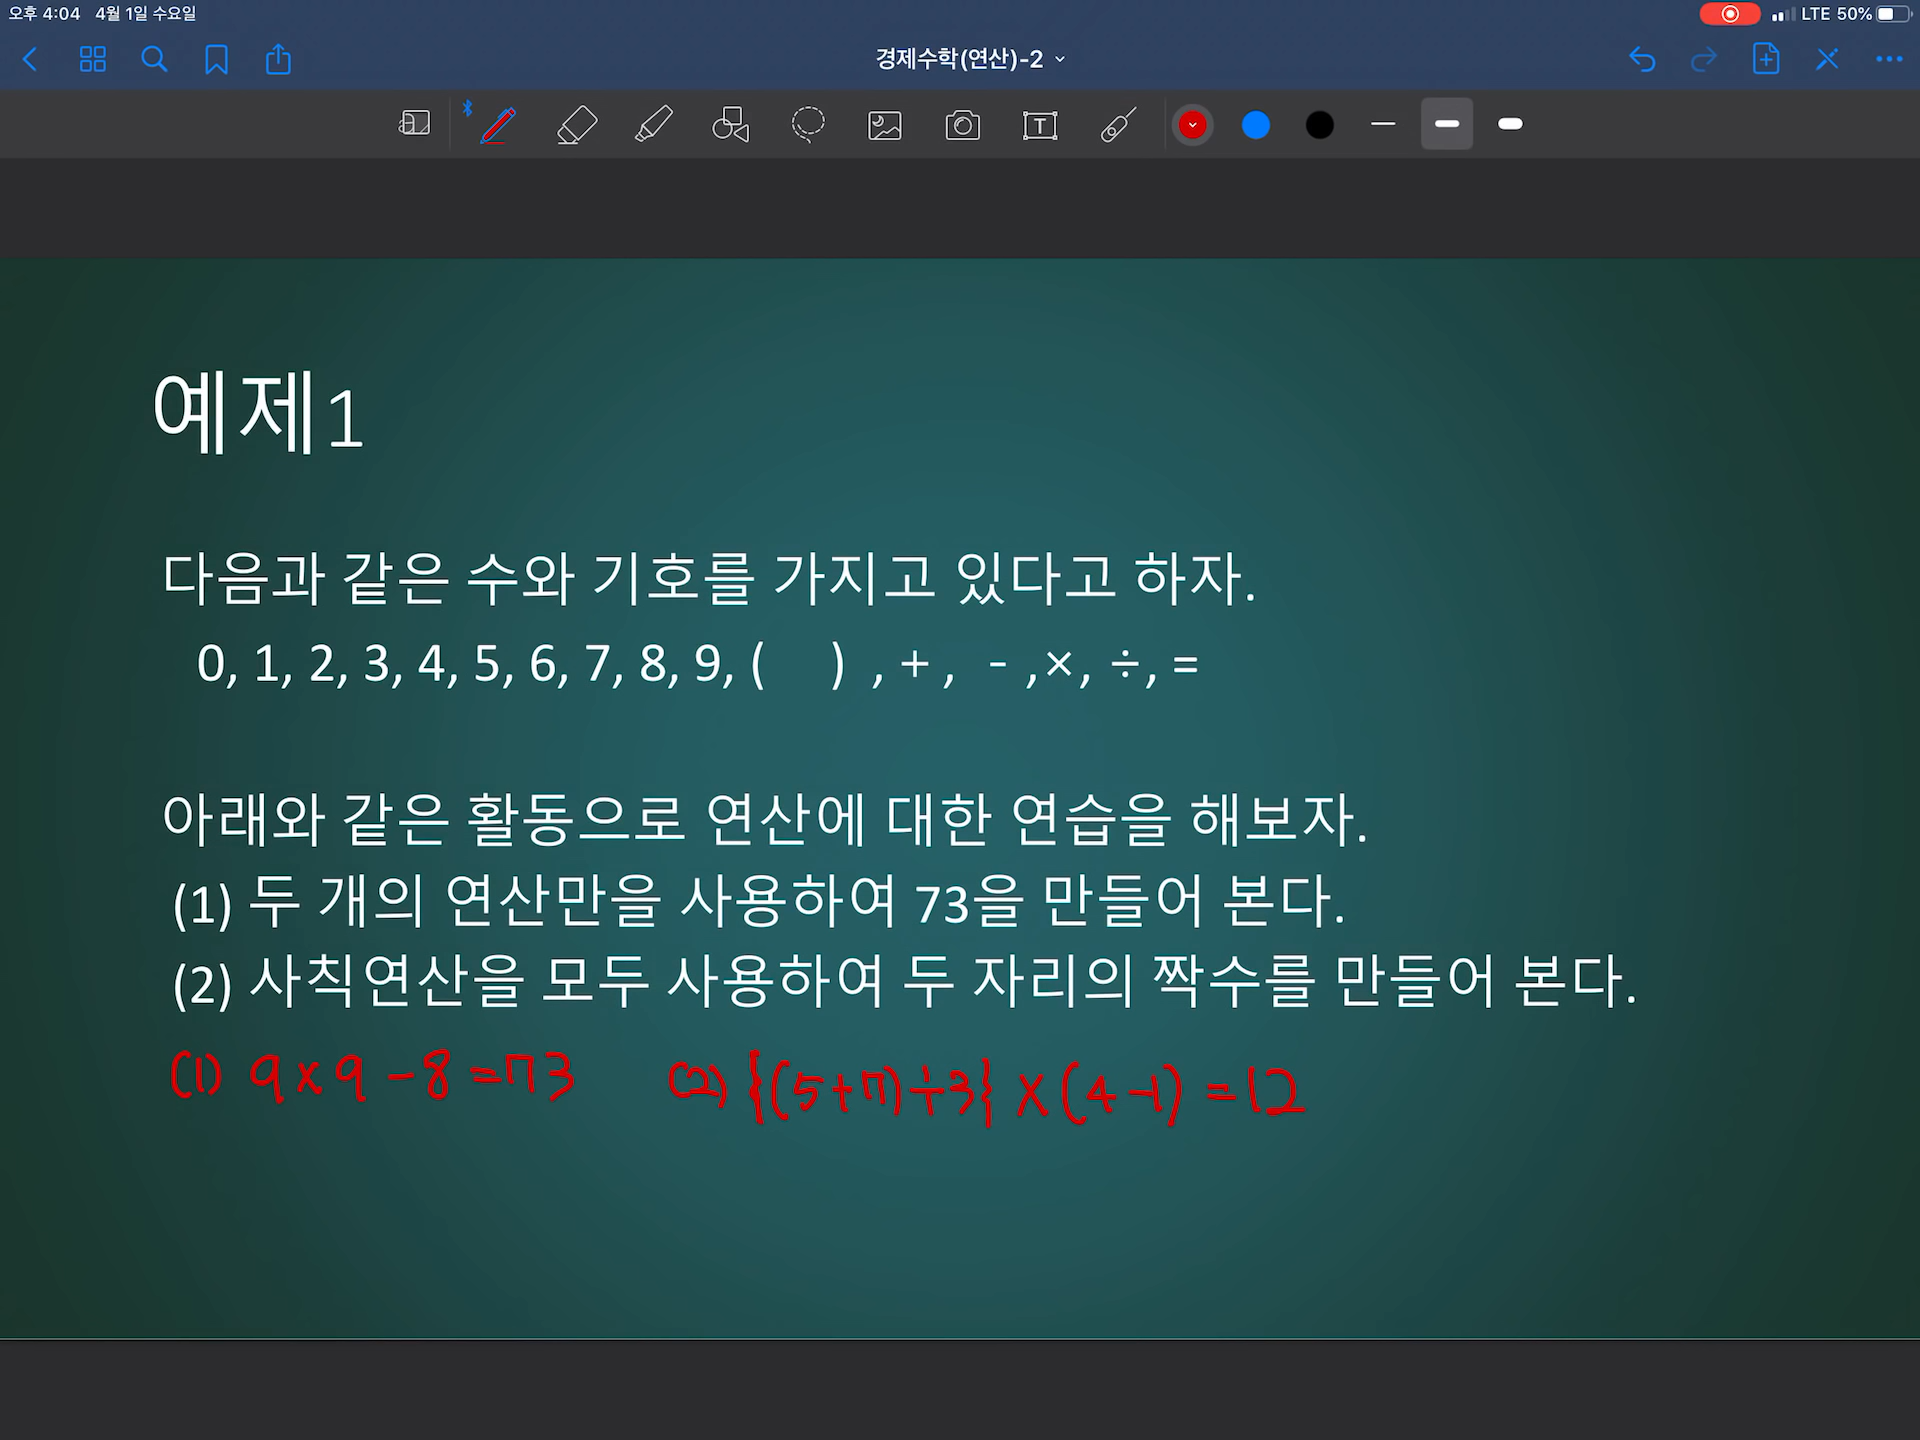 오후 4:04 4월 1일 수요일
LTE 50%
경제수학(연산)-2
예제1
다음과 같은 수와 기호를 가지고 있다고 하자.
0, 1, 2, 3, 4, 5, 6, 7, 8, 9, ( ) , + , - ,×, ÷, =
아래와 같은 활동으로 연산에 대한 연습을 해보자.
(1) 두 개의 연산만을 사용하여 73을 만들어 본다.
(2) 사칙연산을 모두 사용하여 두 자리의 짝수를 만들어 본다.
(1) 9×9-8=73 (2) {(5+7)÷3}×(4-1)=12